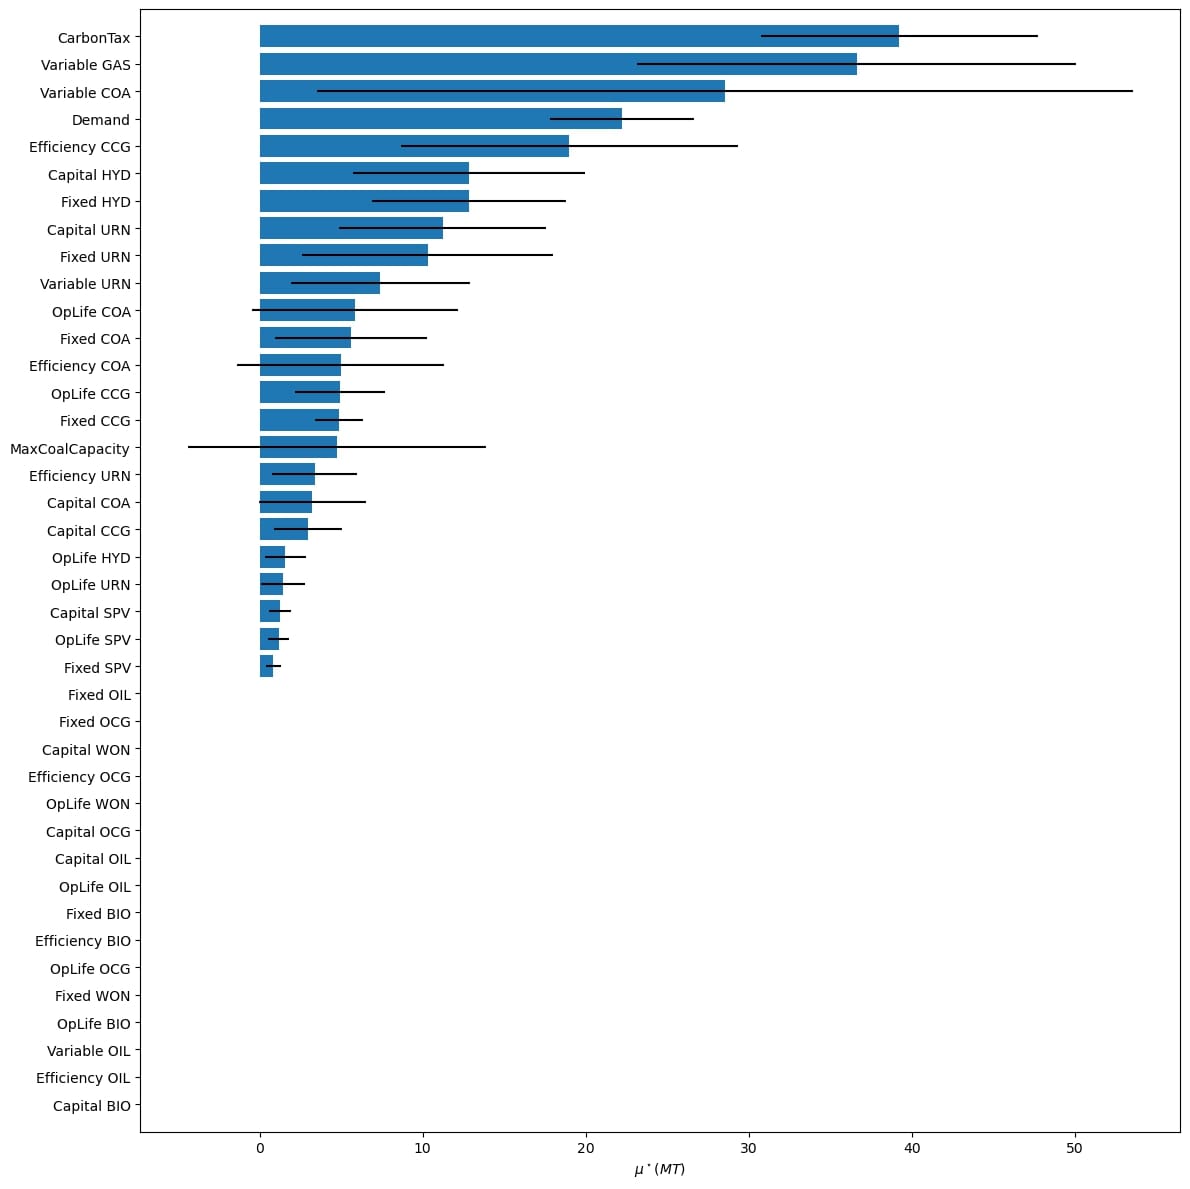 CarbonTax
Variable GAS
Variable COA
Demand
Efficiency CCG
Capital HYD
Fixed HYD
Capital URN
Fixed URN
Variable URN
OpLife COA
Fixed COA
Efficiency COA
OpLife CCG
Fixed CCG
MaxCoalCapacity
Efficiency URN
Capital COA
Capital CCG
OpLife HYD
OpLife URN
Capital SPV
OpLife SPV
Fixed SPV
Fixed OIL
Fixed OCG
Capital WON
Efficiency OCG
OpLife WON
Capital OCG
Capital OIL
OpLife OIL
Fixed BIO
Efficiency BIO
OpLife OCG
Fixed WON
OpLife BIO
Variable OIL
Efficiency OIL
Capital BIO
0 10 20 30 40 50
μ⋆(MT)